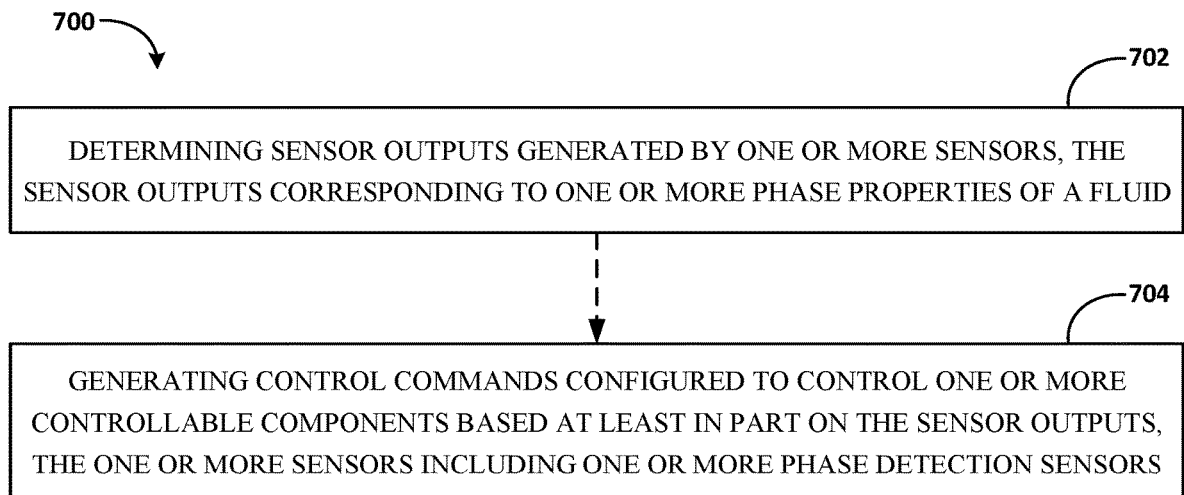 700
702
DETERMINING SENSOR OUTPUTS GENERATED BY ONE OR MORE SENSORS, THE
SENSOR OUTPUTS CORRESPONDING TO ONE OR MORE PHASE PROPERTIES OF A FLUID
704
GENERATING CONTROL COMMANDS CONFIGURED TO CONTROL ONE OR MORE
CONTROLLABLE COMPONENTS BASED AT LEAST IN PART ON THE SENSOR OUTPUTS,
THE ONE OR MORE SENSORS INCLUDING ONE OR MORE PHASE DETECTION SENSORS